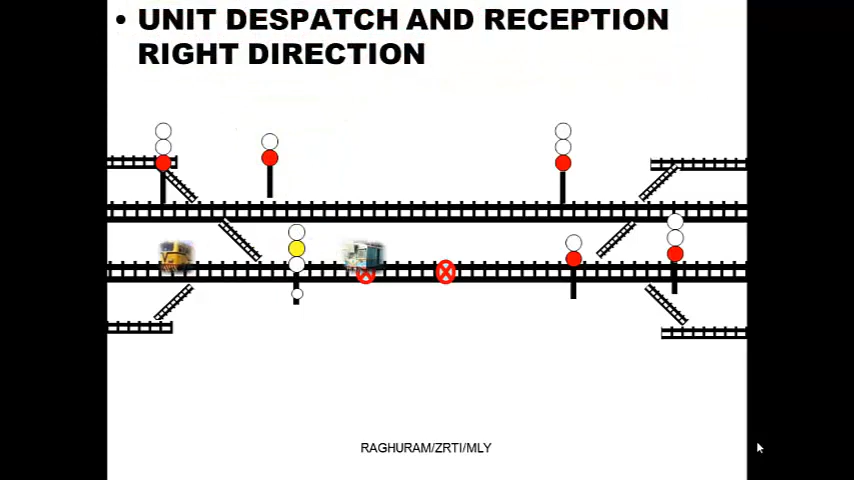 • UNIT DESPATCH AND RECEPTION
RIGHT DIRECTION
RAGHURAM/ZRTI/MLY